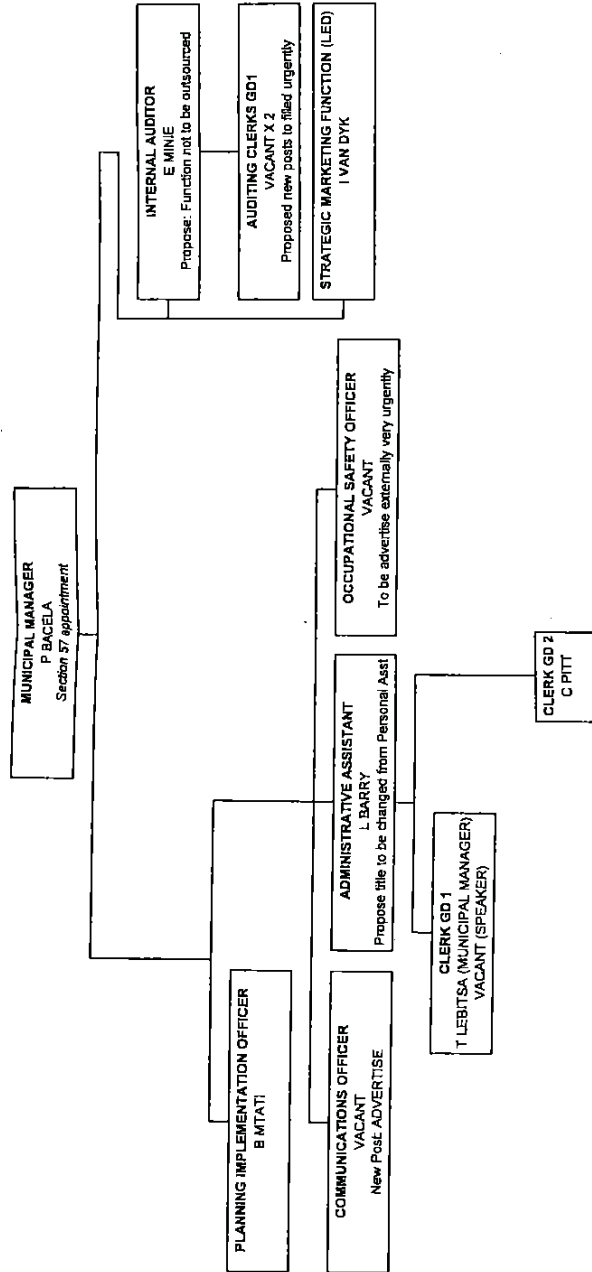 MUNICIPAL MANAGER
P BACELA
Section 57 appointment
PLANNING IMPLEMENTATION OFFICER
B MTATI
INTERNAL AUDITOR
E MINIE
Propose: Function not to be outsourced
AUDITING CLERKS GD1
VACANT X 2
Proposed new posts to filled urgently
STRATEGIC MARKETING FUNCTION (LED)
I VAN DYK
COMMUNICATIONS OFFICER
VACANT
New Post: ADVERTISE
ADMINISTRATIVE ASSISTANT
L BARRY
Propose title to be changed from Personal Asst
OCCUPATIONAL SAFETY OFFICER
VACANT
To be advertise externally very urgently
CLERK GD 1
T LEBITSA (MUNICIPAL MANAGER)
VACANT (SPEAKER)
CLERK GD 2
C PITT